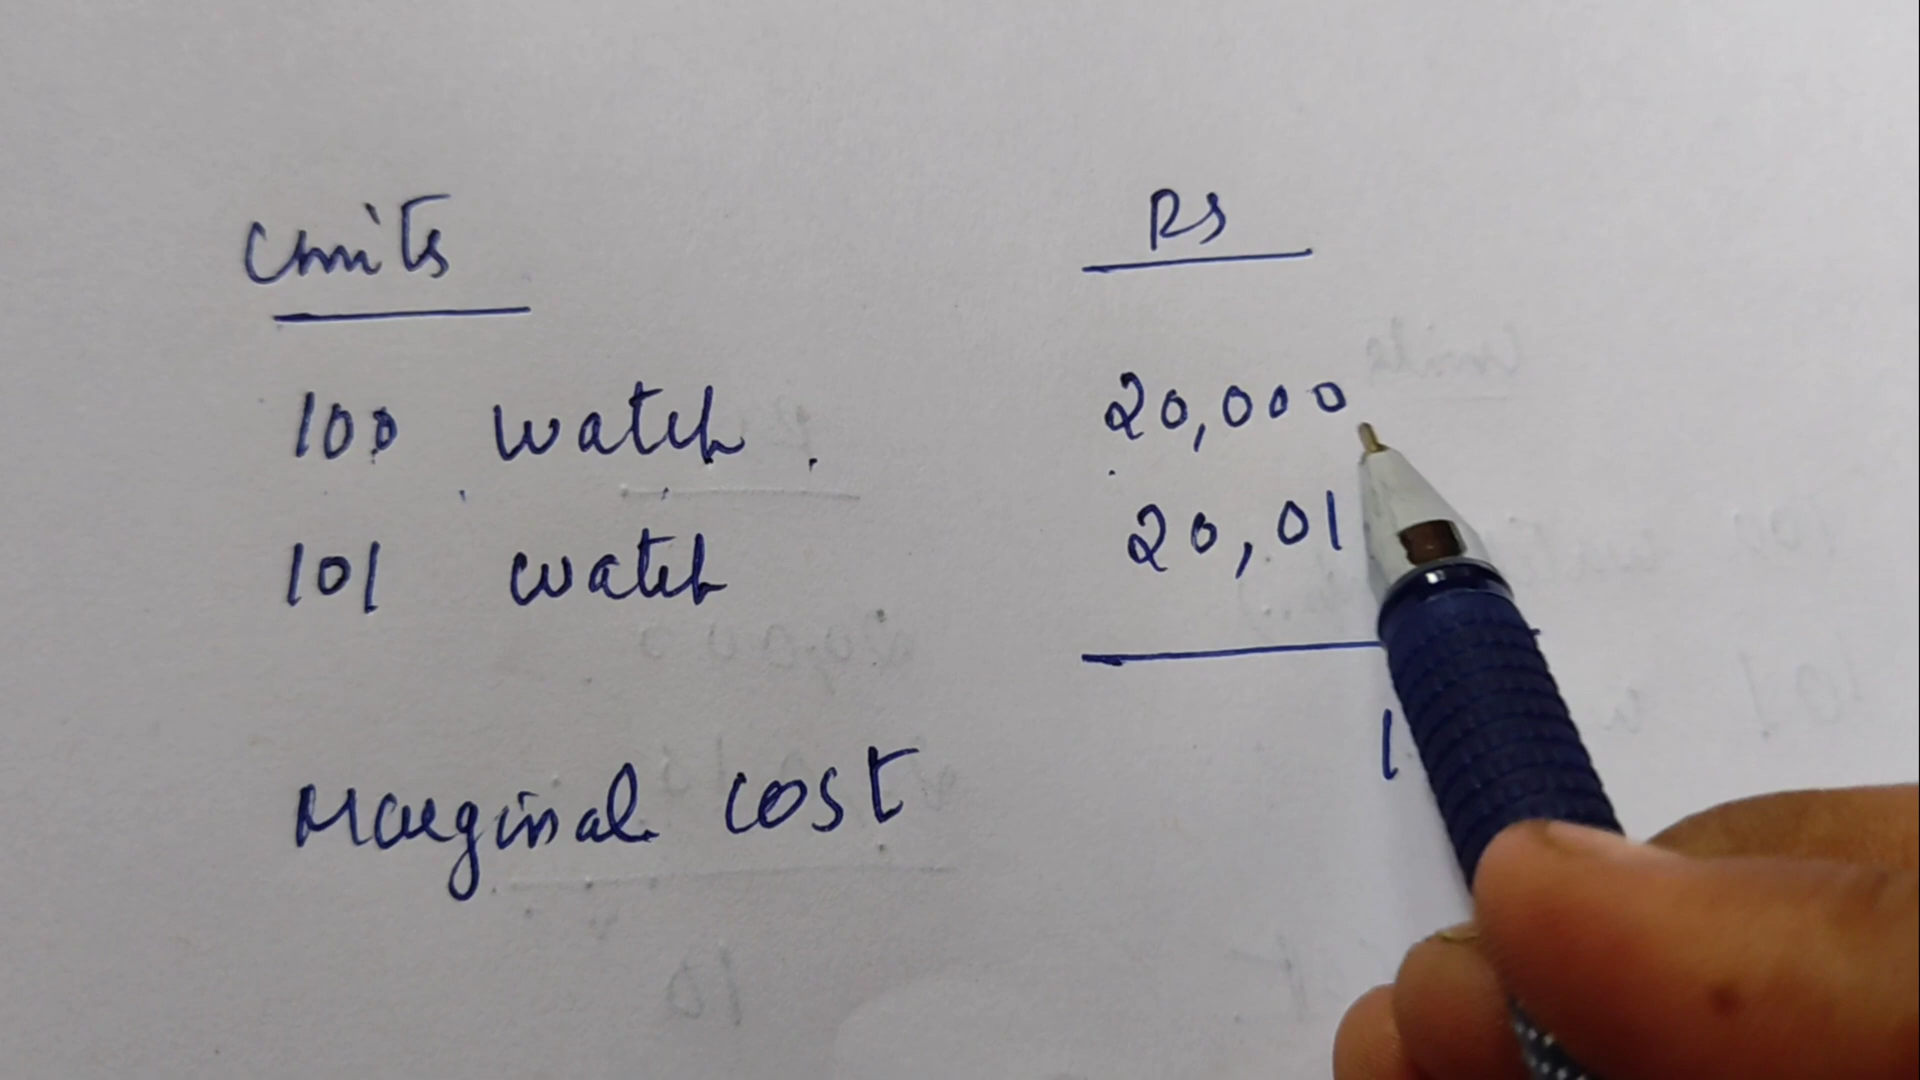 Units Rs
100 watch 20,000
101 watch 20,01
1
Marginal cost